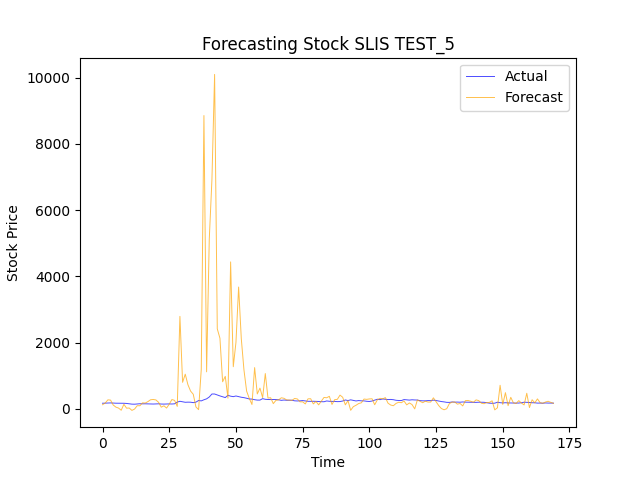 Forecasting Stock SLIS TEST_5
Actual
Forecast
10000
8000
6000
4000
2000
0
Stock Price
0 25 50 75 100 125 150 175
Time